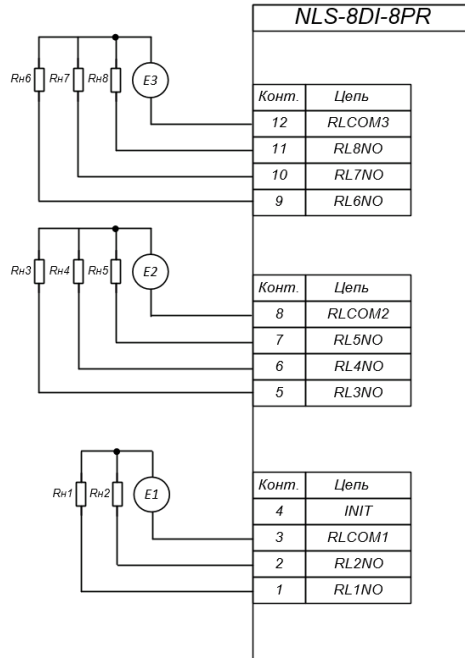 NLS-8DI-8PR
Rн6 Rн7 Rн8 E3
Конт. Цепь
12 RLCOM3
11 RL8NO
10 RL7NO
9 RL6NO
Rн3 Rн4 Rн5 E2
Конт. Цепь
8 RLCOM2
7 RL5NO
6 RL4NO
5 RL3NO
Rн1 Rн2 E1
Конт. Цепь
4 INIT
3 RLCOM1
2 RL2NO
1 RL1NO